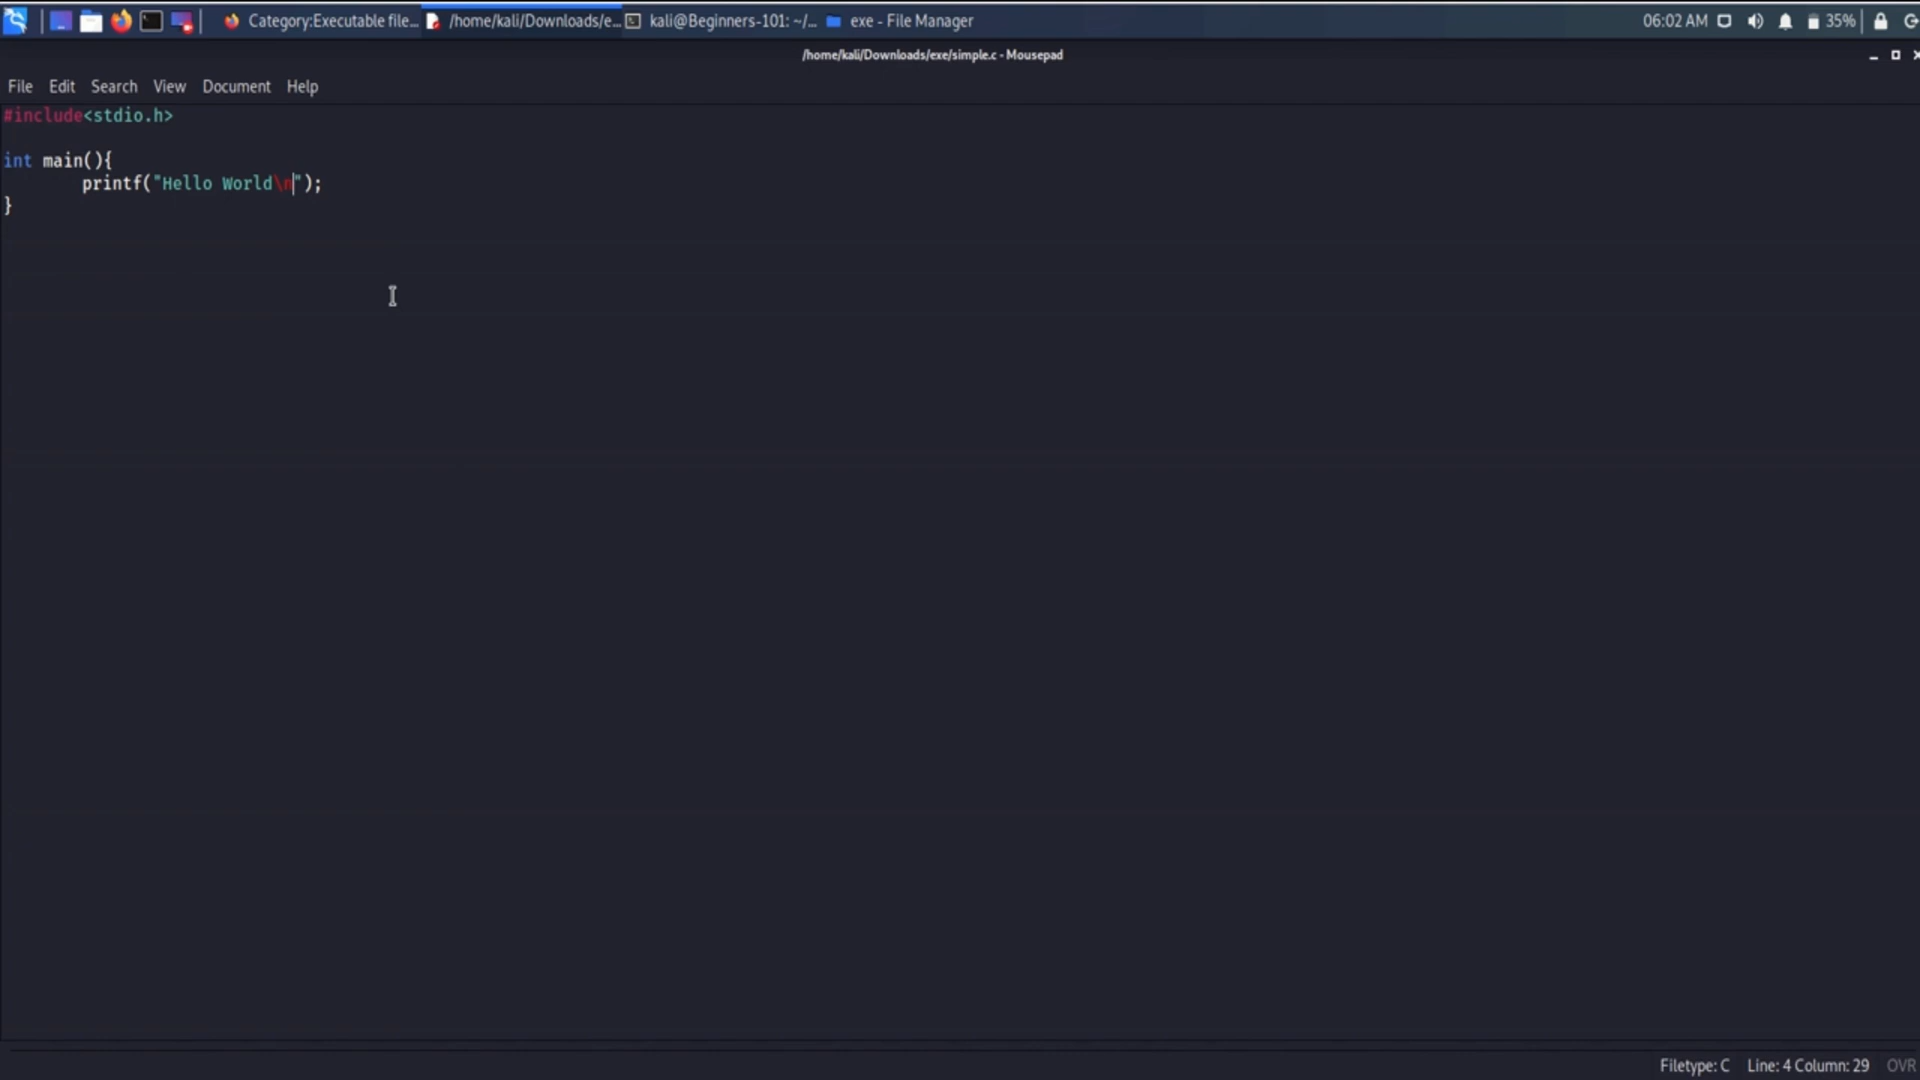 Category:Executable file... /home/kali/Downloads/e... kali@Beginners-101: ~/... exe - File Manager 06:02 AM 35%
/home/kali/Downloads/exe/simple.c - Mousepad
File Edit Search View Document Help
#include<stdio.h>
int main(){
printf("Hello World\n");
}
Filetype: C Line: 4 Column: 29 OVR